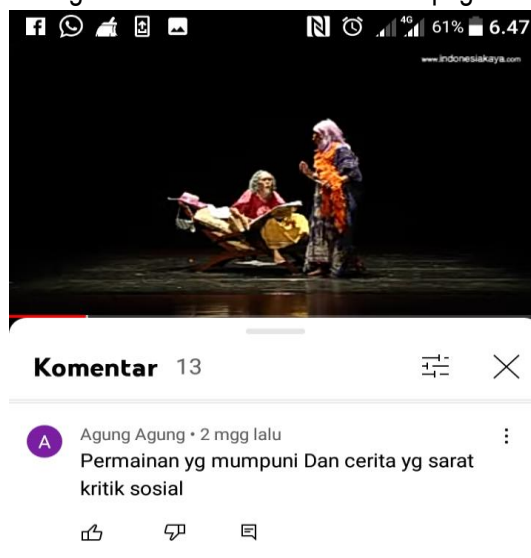 4G 61% 6.47
www.indonesiakaya.com
Komentar 13
A Agung Agung • 2 mgg lalu
Permainan yg mumpuni Dan cerita yg sarat
kritik sosial